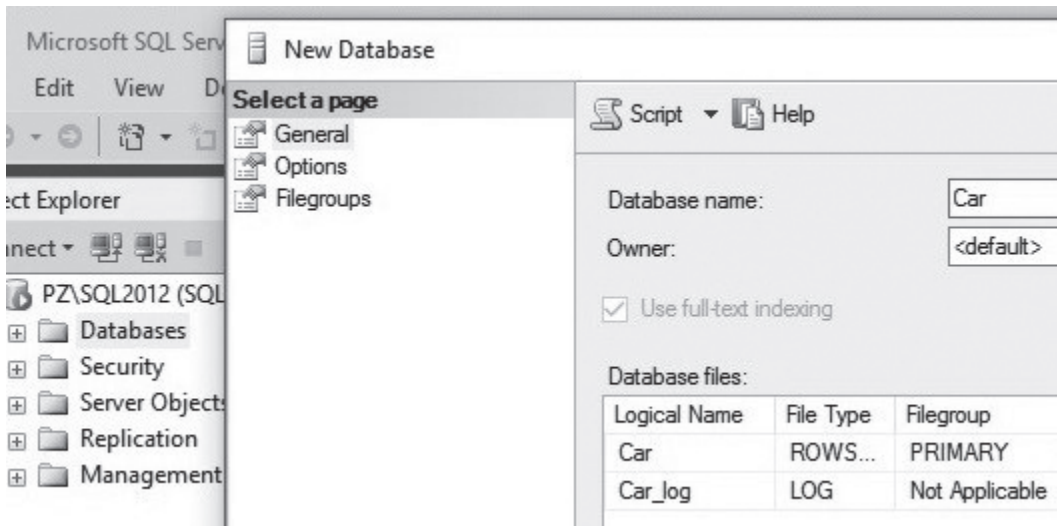 Microsoft SQL Serv
New Database
Edit View D
Select a page
General
Options
Filegroups
Script Help
ect Explorer
nnect
PZ\SQL2012 (SQL
Databases
Security
Server Objects
Replication
Management
Database name: Car
Owner: <default>
Use full-text indexing
Database files:
Logical Name File Type Filegroup
Car ROWS... PRIMARY
Car_log LOG Not Applicable